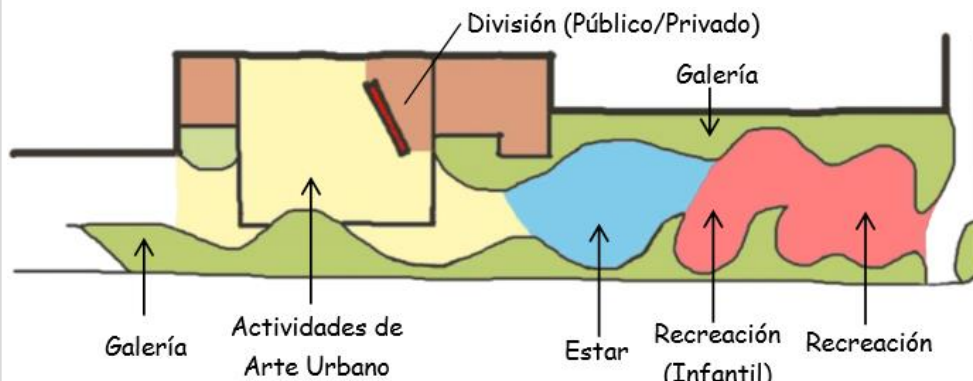 División (Público/Privado)
Galería
Galería
Actividades de
Arte Urbano
Estar
Recreación
(Infantil)
Recreación